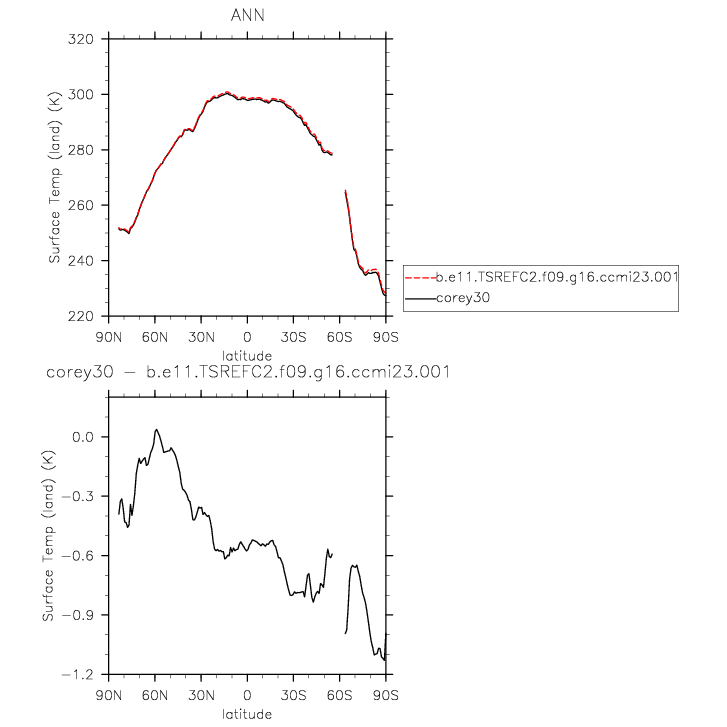 ANN
320
300
280
260
240
220
Surface Temp (land) (K)
90N 60N 30N 0 30S 60S 90S
latitude
b.e11.TSREFC2.f09.g16.ccmi23.001
corey30
corey30 − b.e11.TSREFC2.f09.g16.ccmi23.001
0.0
−0.3
−0.6
−0.9
−1.2
Surface Temp (land) (K)
90N 60N 30N 0 30S 60S 90S
latitude